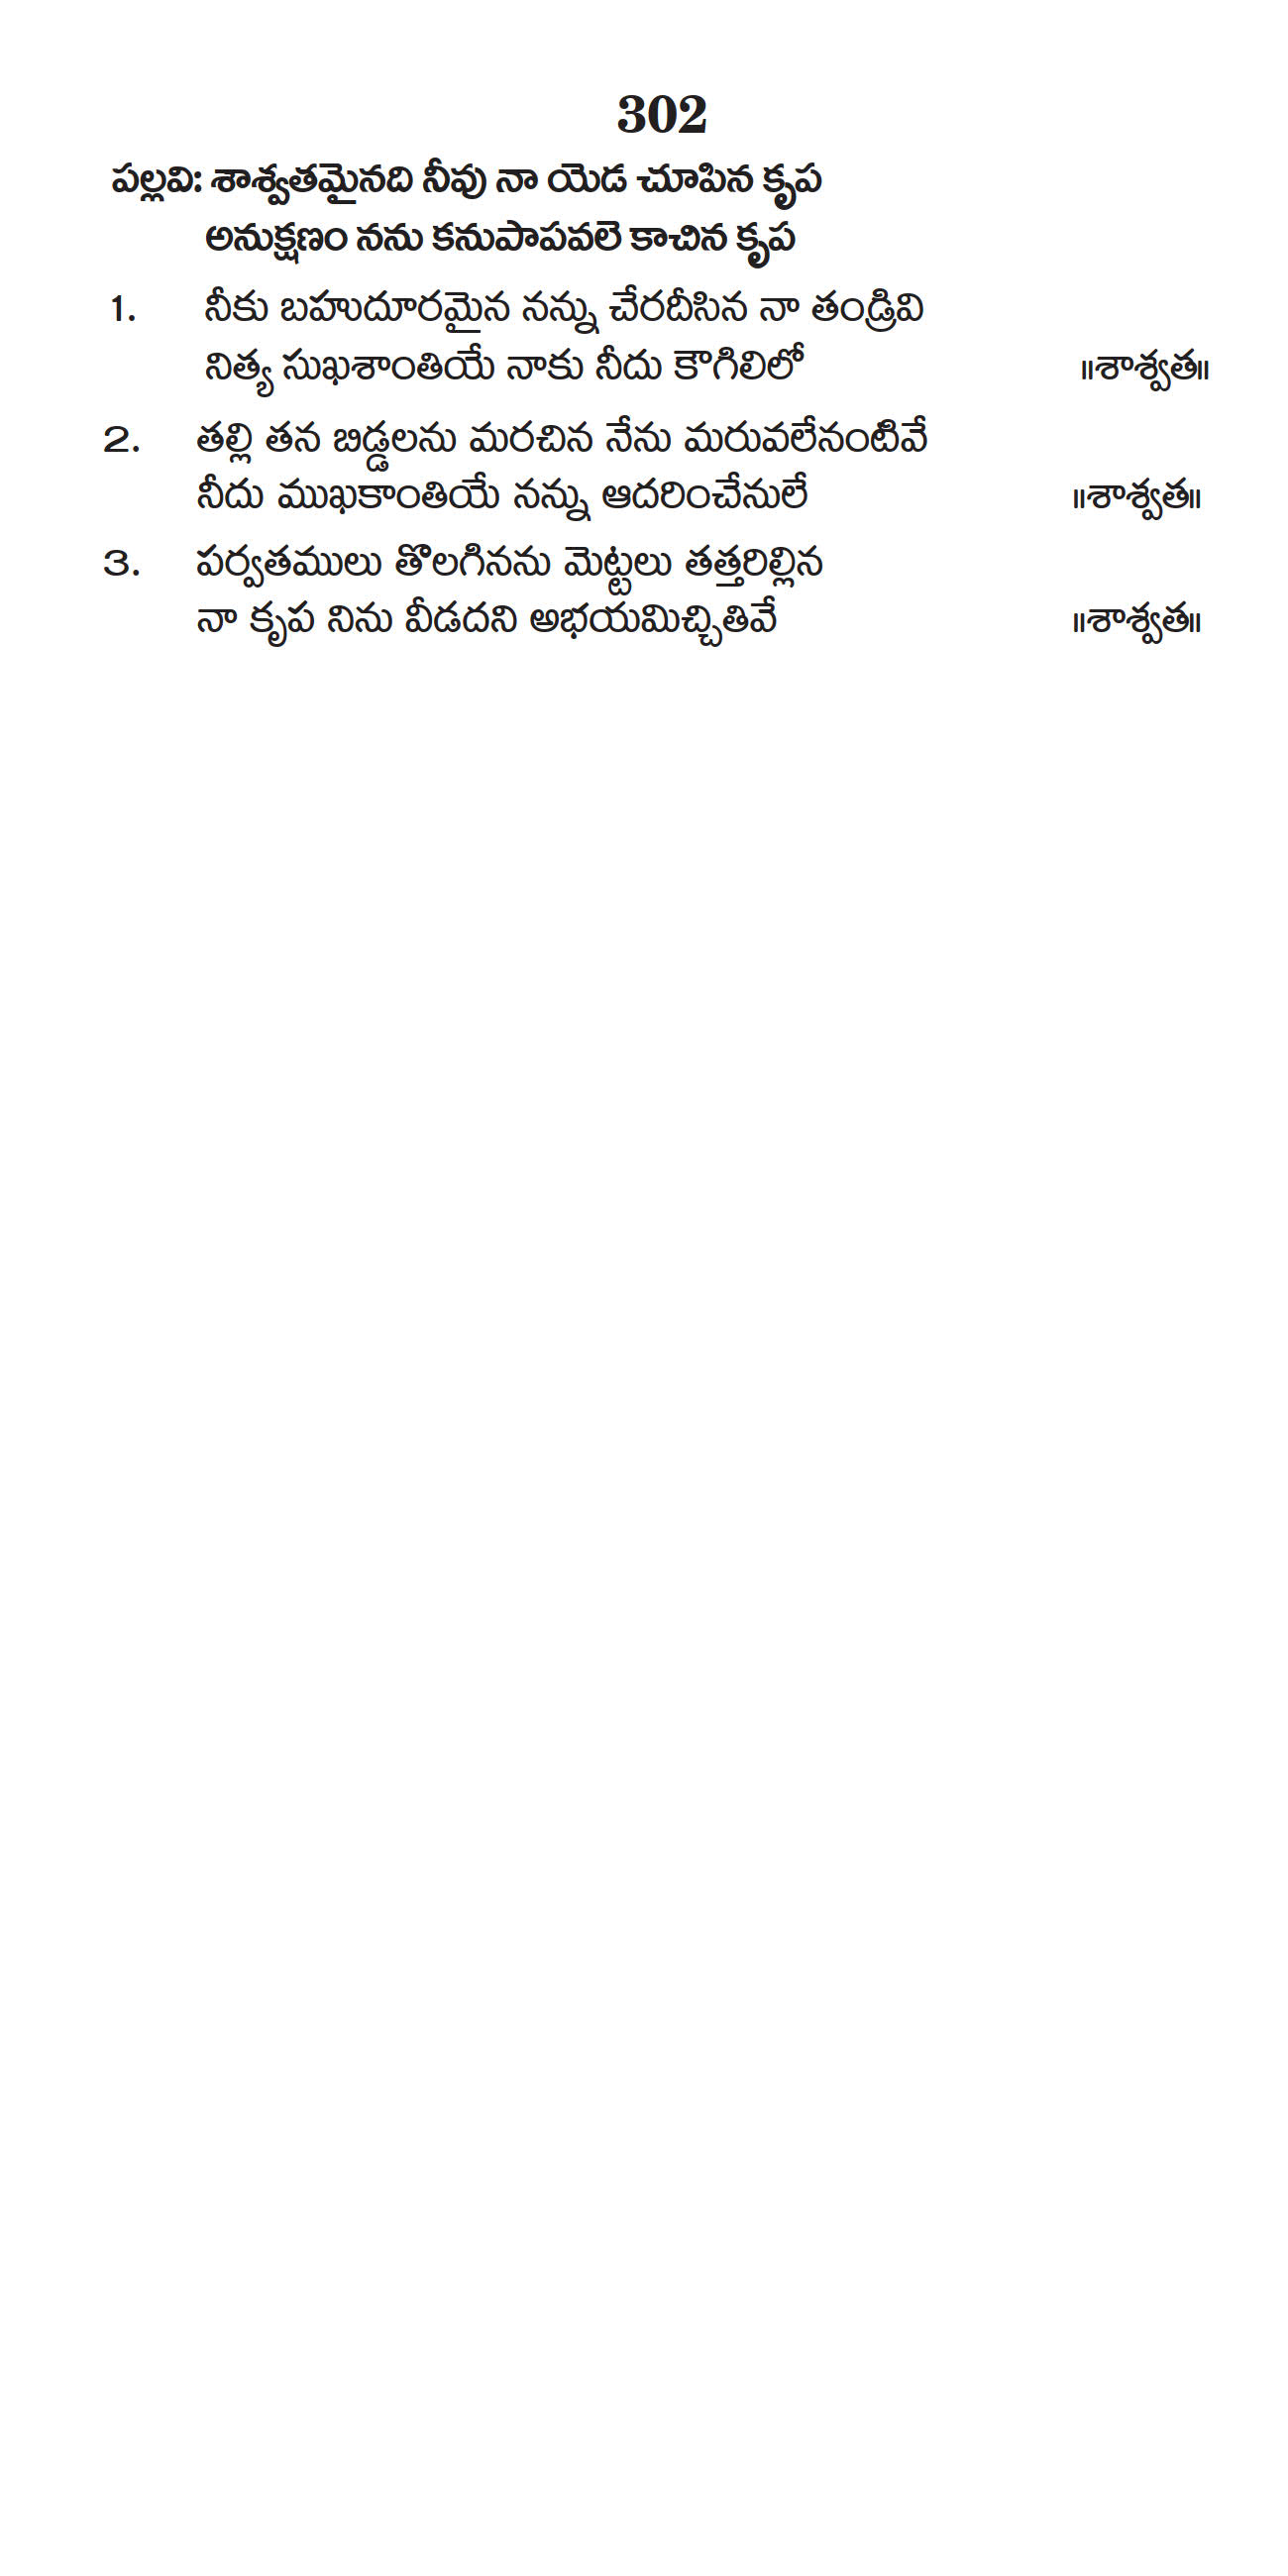 302
పల్లవి: శాశ్వతమైనది నీవు నా యెడ చూపిన కృప
అనుక్షణం నను కనుపాపవలె కాచిన కృప
1. నీకు బహుదూరమైన నన్ను చేరదీసిన నా తండ్రివి
నిత్య సుఖశాంతియే నాకు నీదు కౌగిలిలో ॥శాశ్వత॥
2. తల్లి తన బిడ్డలను మరచిన నేను మరువలేనంటివే
నీదు ముఖకాంతియే నన్ను ఆదరించేనులే ॥శాశ్వత॥
3. పర్వతములు తొలగినను మెట్టలు తత్తరిల్లిన
నా కృప నిను వీడదని అభయమిచ్చితివే ॥శాశ్వత॥